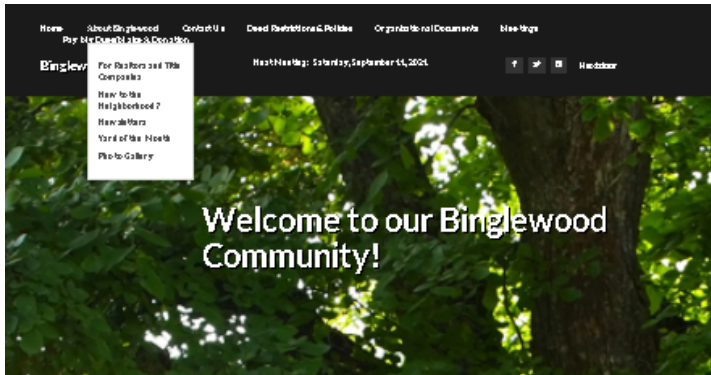 Home About Binglewood Contact Us Deed Restrictions & Policies Organizational Documents Meetings
Pay My Dues/Make A Donation
Binglew
Next Meeting: Saturday, September 11, 2021
Nextdoor
For Realtors and Title
Companies
New to the
Neighborhood?
Newsletters
Yard of the Month
Photo Gallery
Welcome to our Binglewood
Community!